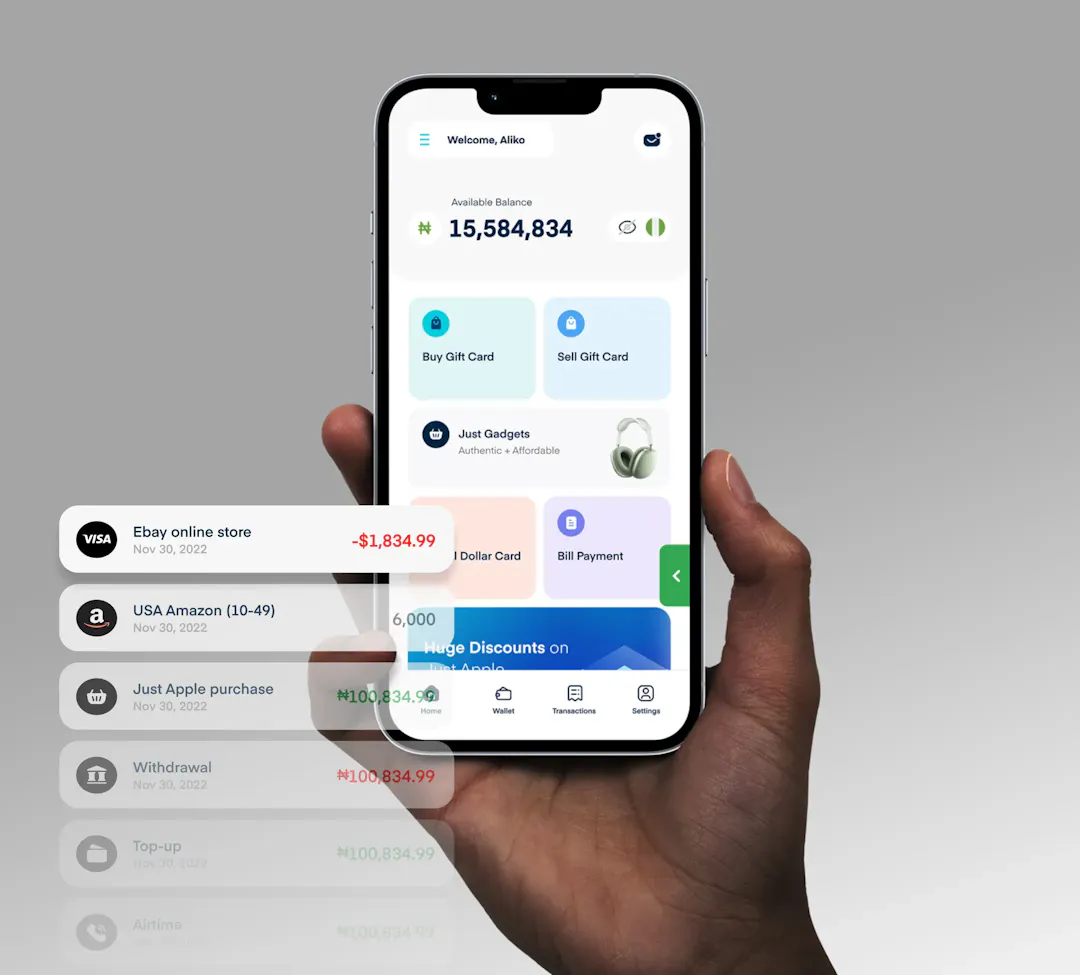 Welcome, Aliko
Available Balance
₦ 15,584,834
Buy Gift Card
Sell Gift Card
Just Gadgets
Authentic + Affordable
Dollar Card
Bill Payment
Huge Discounts on
Just Apple
Home
Wallet
Transactions
Settings
VISA
Ebay online store
Nov 30, 2022
-$1,834.99
a
USA Amazon (10-49)
Nov 30, 2022
6,000
Just Apple purchase
Nov 30, 2022
₦100,834.99
Withdrawal
Nov 30, 2022
₦100,834.99
Top-up
Nov 30, 2022
₦100,834.99
Airtime
₦100,834.99